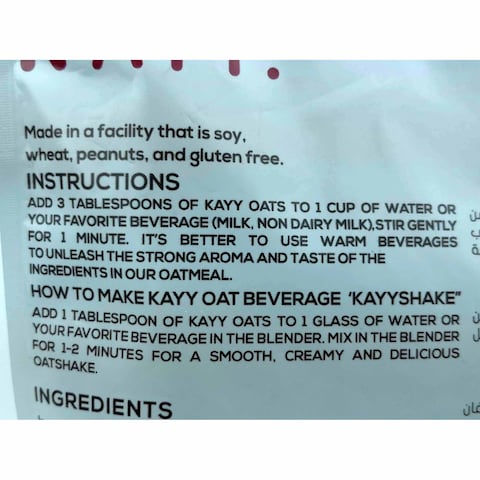 Made in a facility that is soy,
wheat, peanuts, and gluten free.
INSTRUCTIONS
ADD 3 TABLESPOONS OF KAYY OATS TO 1 CUP OF WATER OR
YOUR FAVORITE BEVERAGE (MILK, NON DAIRY MILK),STIR GENTLY
FOR 1 MINUTE. IT'S BETTER TO USE WARM BEVERAGES
TO UNLEASH THE STRONG AROMA AND TASTE OF THE
INGREDIENTS IN OUR OATMEAL.
HOW TO MAKE KAYY OAT BEVERAGE 'KAYYSHAKE"
ADD 1 TABLESPOON OF KAYY OATS TO 1 GLASS OF WATER OR
YOUR FAVORITE BEVERAGE IN THE BLENDER. MIX IN THE BLENDER
FOR 1-2 MINUTES FOR A SMOOTH, CREAMY AND DELICIOUS
OATSHAKE.
INGREDIENTS